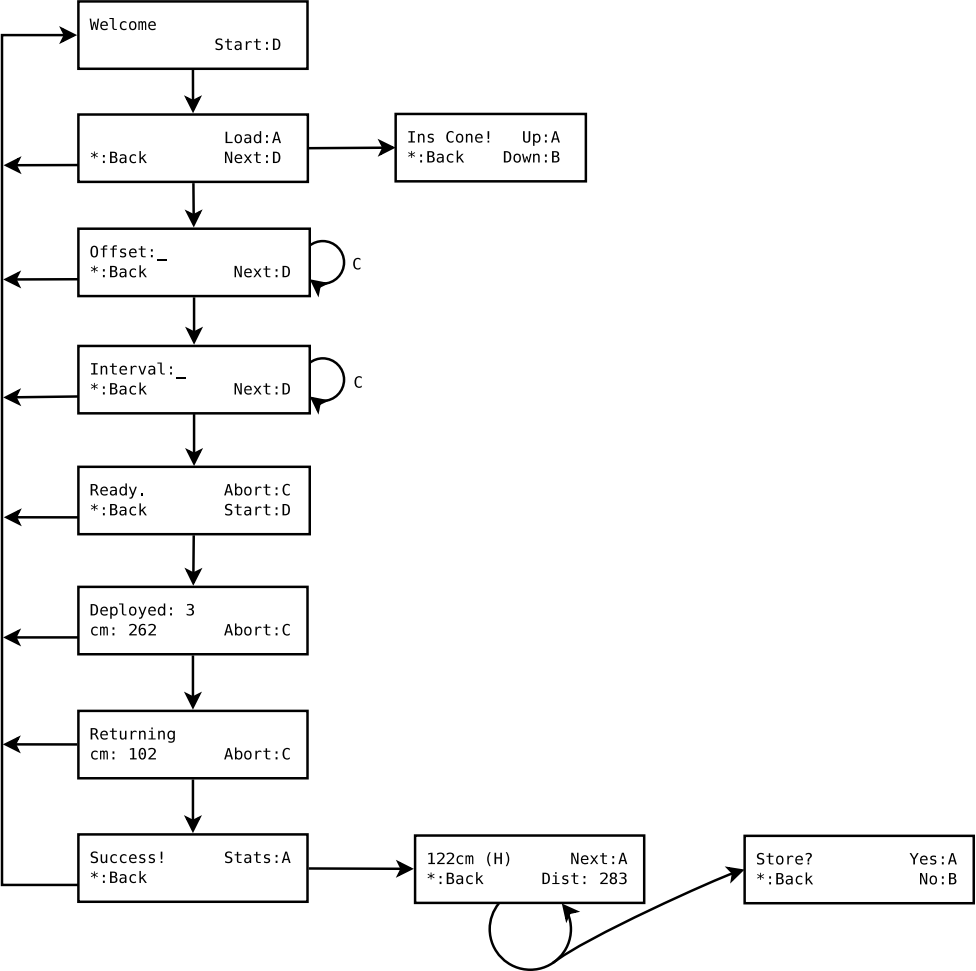 Welcome
Start:D
Load:A
*:Back Next:D
Ins Cone! Up:A
*:Back Down:B
Offset:_
*:Back Next:D
C
Interval:_
*:Back Next:D
C
Ready. Abort:C
*:Back Start:D
Deployed: 3
cm: 262 Abort:C
Returning
cm: 102 Abort:C
Success! Stats:A
*:Back
122cm (H) Next:A
*:Back Dist: 283
Store? Yes:A
*:Back No:B